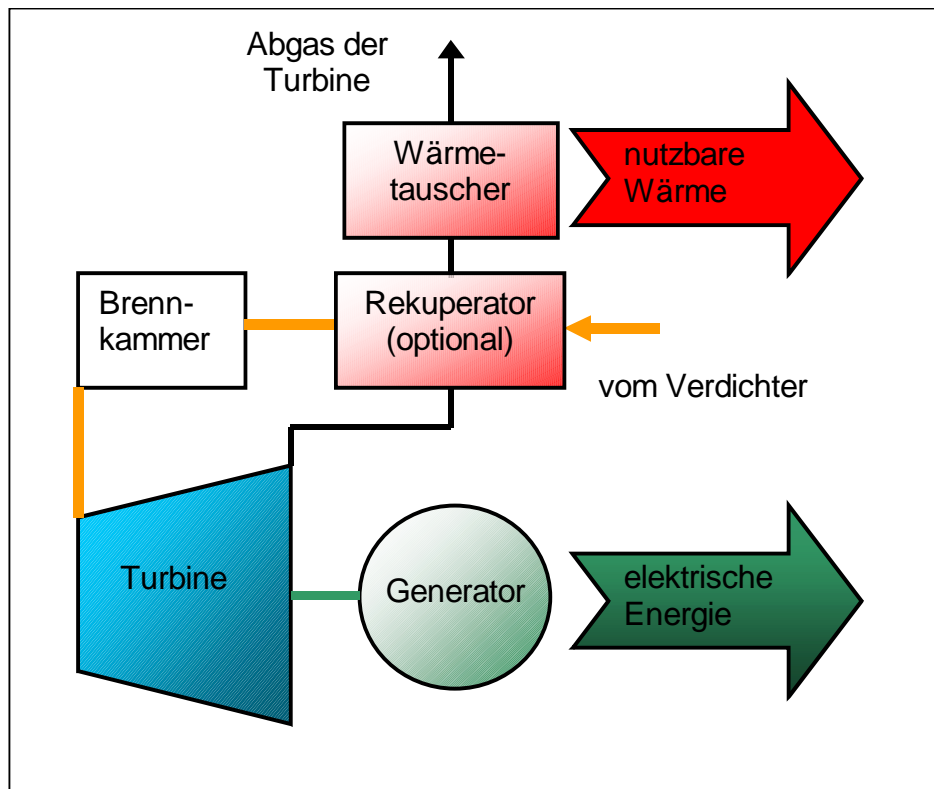 Abgas der
Turbine
Wärme-
tauscher
nutzbare
Wärme
Brenn-
kammer
Rekuperator
(optional)
vom Verdichter
Turbine
Generator
elektrische
Energie